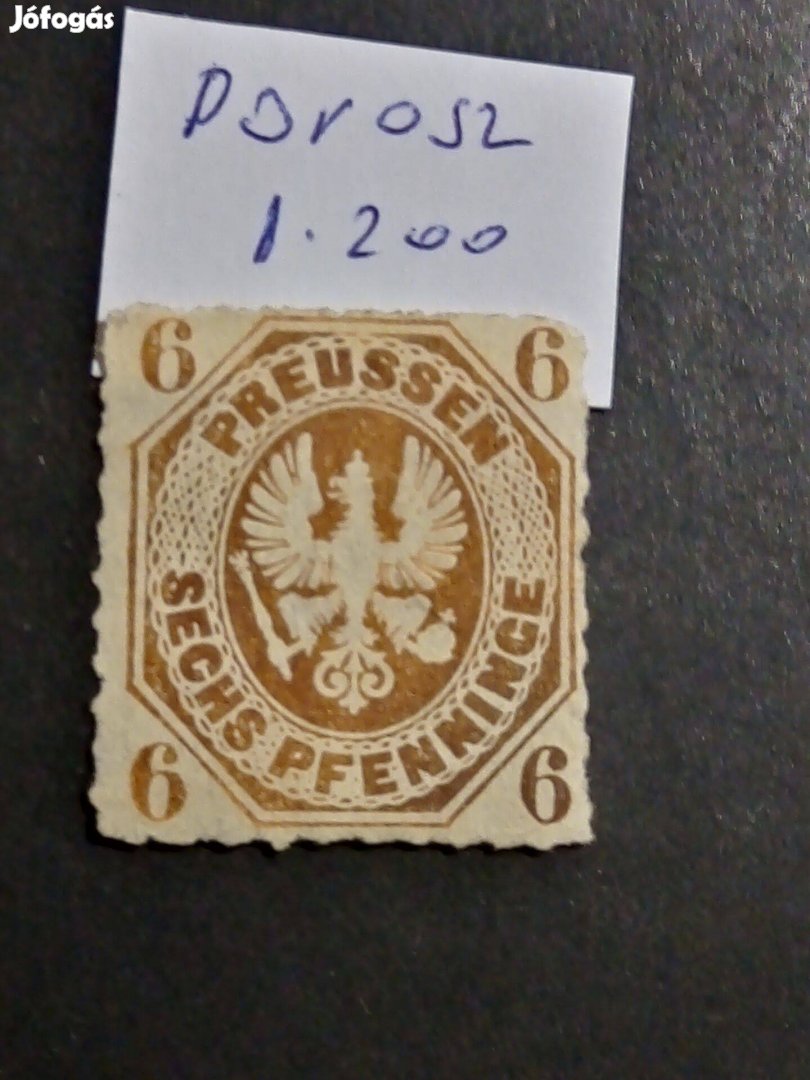 Jófogás
Porosz
1.200
6 6
PREUSSEN
SECHS PFENNINGE
6 6